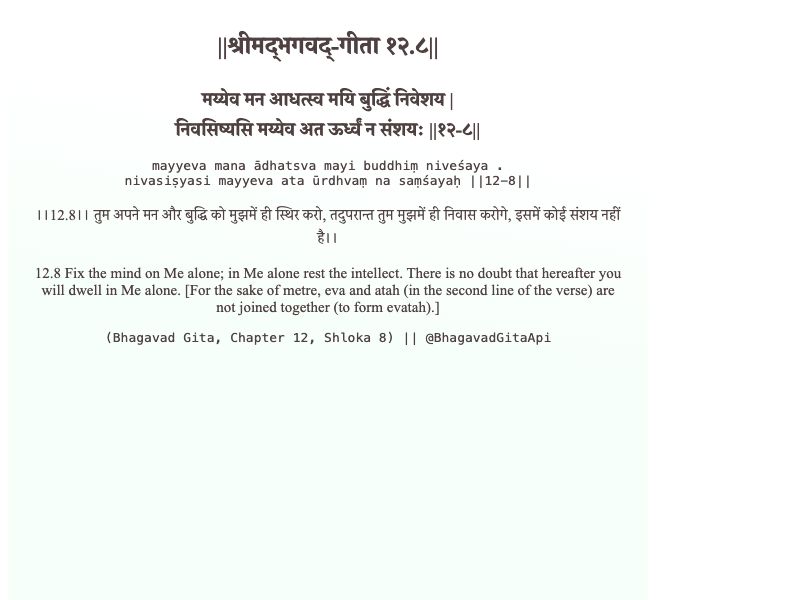 ||श्रीमद्‍भगवद्‍-गीता १२.८||
मय्येव मन आधत्स्व मयि बुद्धिं निवेशय |
निवसिष्यसि मय्येव अत ऊर्ध्वं न संशयः ||१२-८||
mayyeva mana ādhatsva mayi buddhiṃ niveśaya .
nivasiṣyasi mayyeva ata ūrdhvaṃ na saṃśayaḥ ||12-8||
।।12.8।। तुम अपने मन और बुद्धि को मुझमें ही स्थिर करो, तदुपरान्त तुम मुझमें ही निवास करोगे, इसमें कोई संशय नहीं
है।।
12.8 Fix the mind on Me alone; in Me alone rest the intellect. There is no doubt that hereafter you
will dwell in Me alone. [For the sake of metre, eva and atah (in the second line of the verse) are
not joined together (to form evatah).]
(Bhagavad Gita, Chapter 12, Shloka 8) || @BhagavadGitaApi